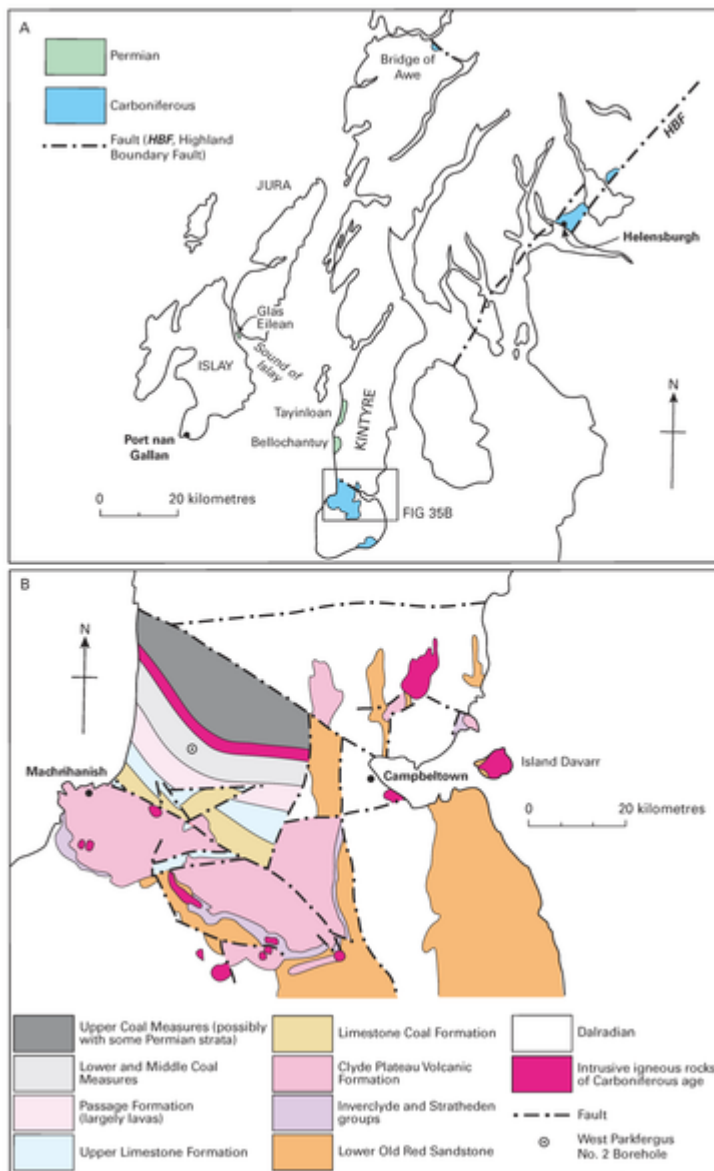 A
Permian
Carboniferous
Fault (HBF, Highland
Boundary Fault)
Bridge of
Awe
HBF
JURA
Helensburgh
Glas
Eilean
Sound of
Islay
ISLAY
Port nan
Gallan
Tayinloan
Bellochantuy
KINTYRE
N
0 20 kilometres
FIG 35B
B
N
Machrihanish
Campbeltown
Island Davarr
0 20 kilometres
Upper Coal Measures (possibly
with some Permian strata)
Lower and Middle Coal
Measures
Passage Formation
(largely lavas)
Upper Limestone Formation
Limestone Coal Formation
Clyde Plateau Volcanic
Formation
Inverclyde and Stratheden
groups
Lower Old Red Sandstone
Dalradian
Intrusive igneous rocks
of Carboniferous age
Fault
West Parkfergus
No. 2 Borehole